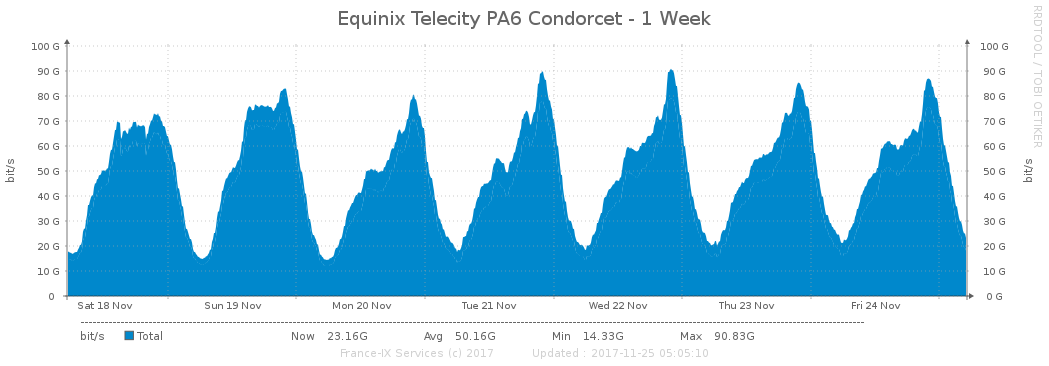 Equinix Telecity PA6 Condorcet - 1 Week
RRDTOOL / TOBI OETIKER
bit/s
bit/s
100 G 100 G
90 G 90 G
80 G 80 G
70 G 70 G
60 G 60 G
50 G 50 G
40 G 40 G
30 G 30 G
20 G 20 G
10 G 10 G
0 0 G
Sat 18 Nov Sun 19 Nov Mon 20 Nov Tue 21 Nov Wed 22 Nov Thu 23 Nov Fri 24 Nov
bit/s Total Now 23.16G Avg 50.16G Min 14.33G Max 90.83G
France-IX Services (c) 2017 Updated : 2017-11-25 05:05:10